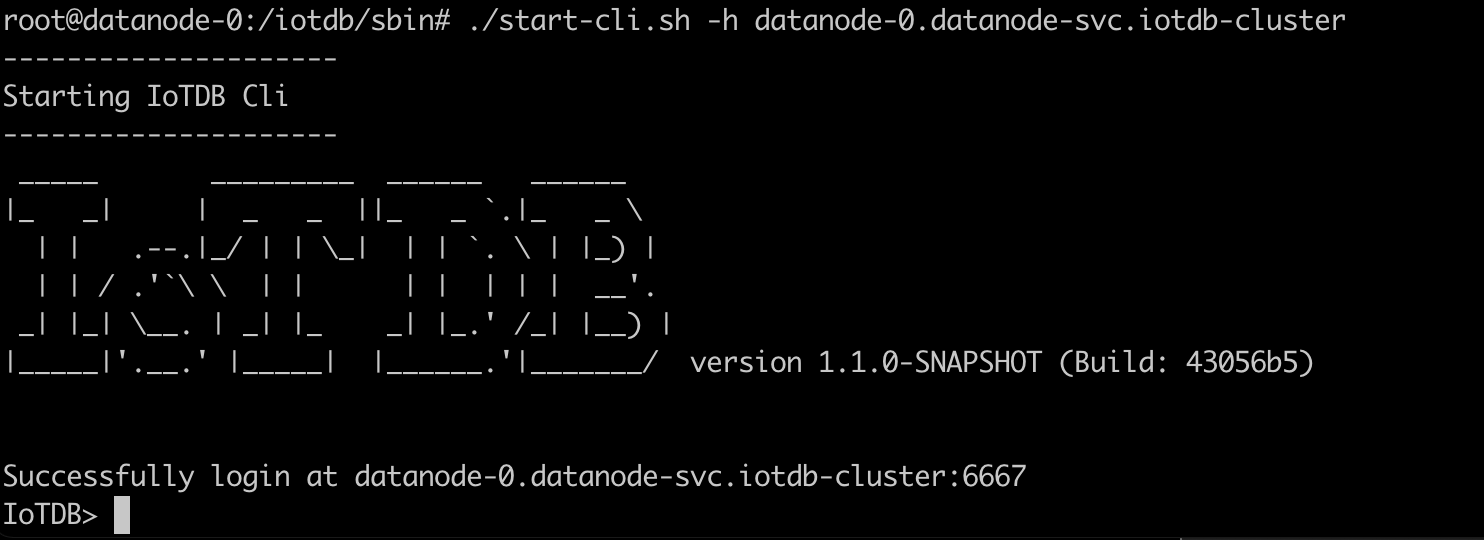 root@datanode-0:/iotdb/sbin# ./start-cli.sh -h datanode-0.datanode-svc.iotdb-cluster
---------------------
Starting IoTDB Cli
---------------------
 _____       _________  ______   ______
|_   _|     |  _   _  ||_   _ `.|_   _ \
  | |   .--.|_/ | | \_|  | | `. \ | |_) |
  | | / .'`\ \  | |      | |  | | |  __'.
 _| |_| \__. | _| |_    _| |_.' /_| |__) |
|_____|'.__.' |_____|  |______.'|_______/  version 1.1.0-SNAPSHOT (Build: 43056b5)
Successfully login at datanode-0.datanode-svc.iotdb-cluster:6667
IoTDB>